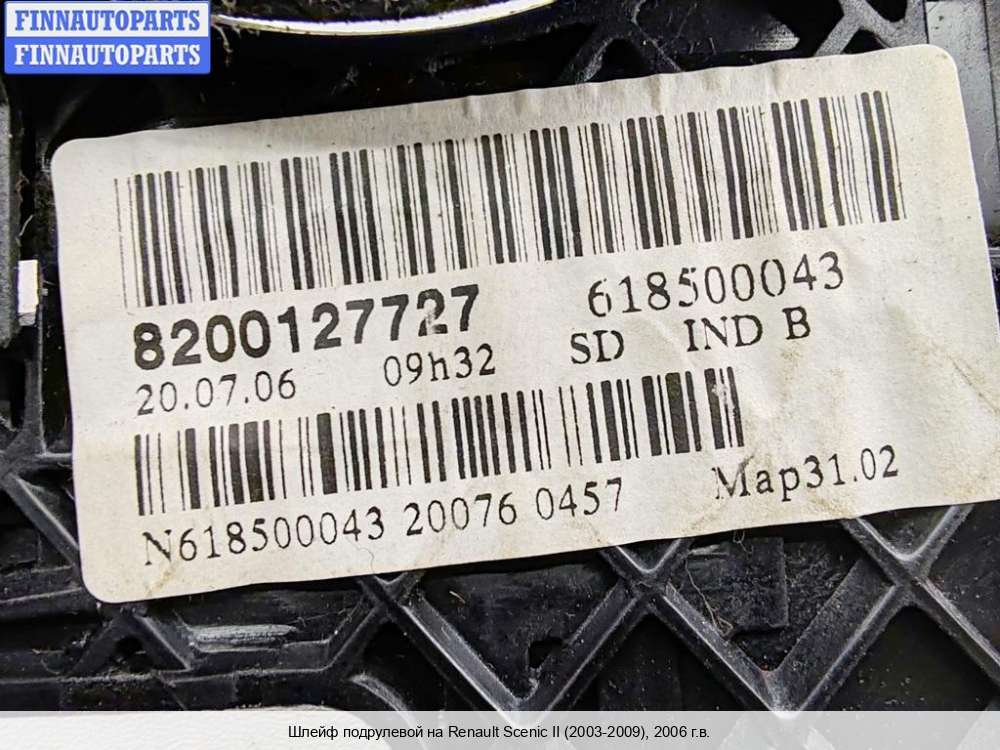 FINNAUTOPARTS
FINNAUTOPARTS
8200127727 618500043
20.07.06 09h32 SD IND B
N618500043 20076 0457 Map31.02
Шлейф подрулевой на Renault Scenic II (2003-2009), 2006 г.в.